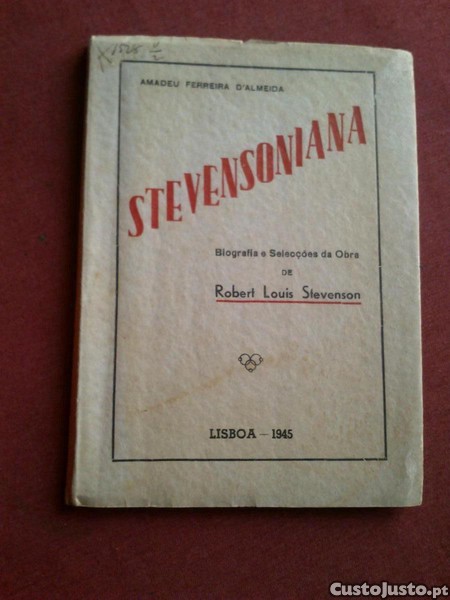 AMADEU FERREIRA D'ALMEIDA
STEVENSONIANA
Biografia e Selecções da Obra
DE
Robert Louis Stevenson
LISBOA — 1945
CustoJusto.pt